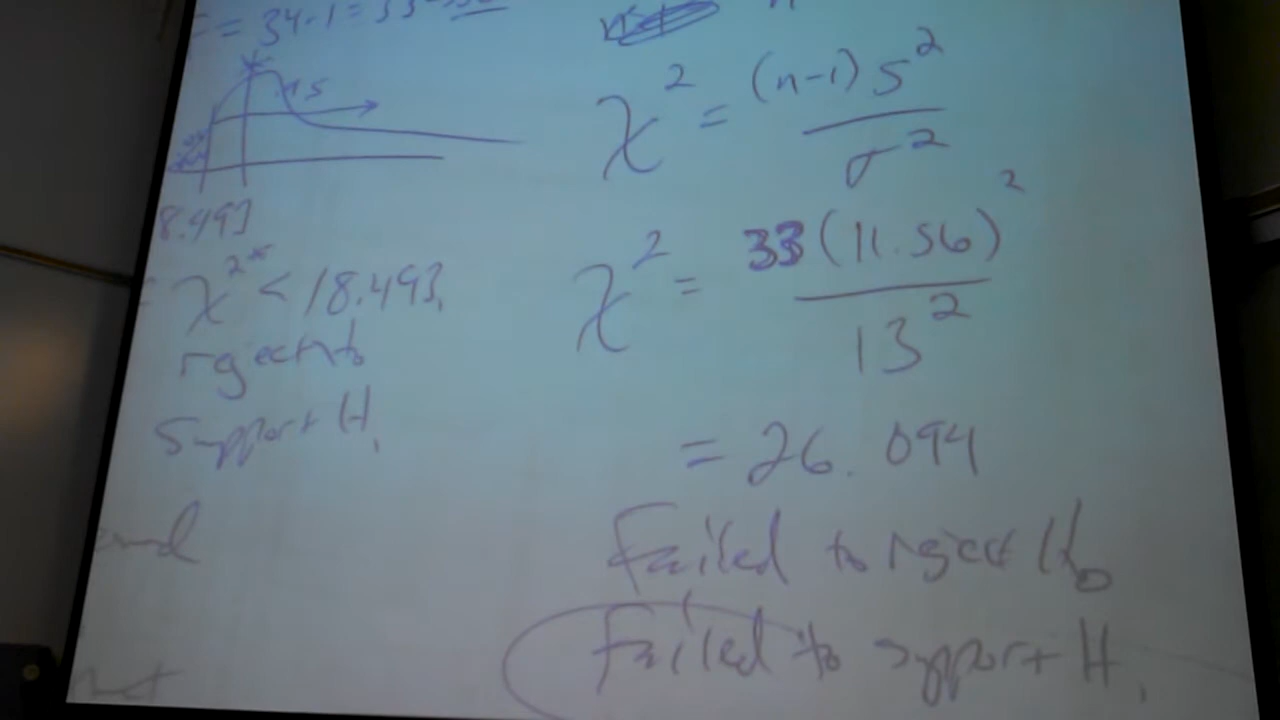 = 34-1 = 33
χ² = (n-1) s² / σ²
8.493
χ²* < 18.493,
reject to
support H₁
χ² = 33 (11.56)² / 13²
= 26.094
Failed to reject H₀
Failed to support H₁